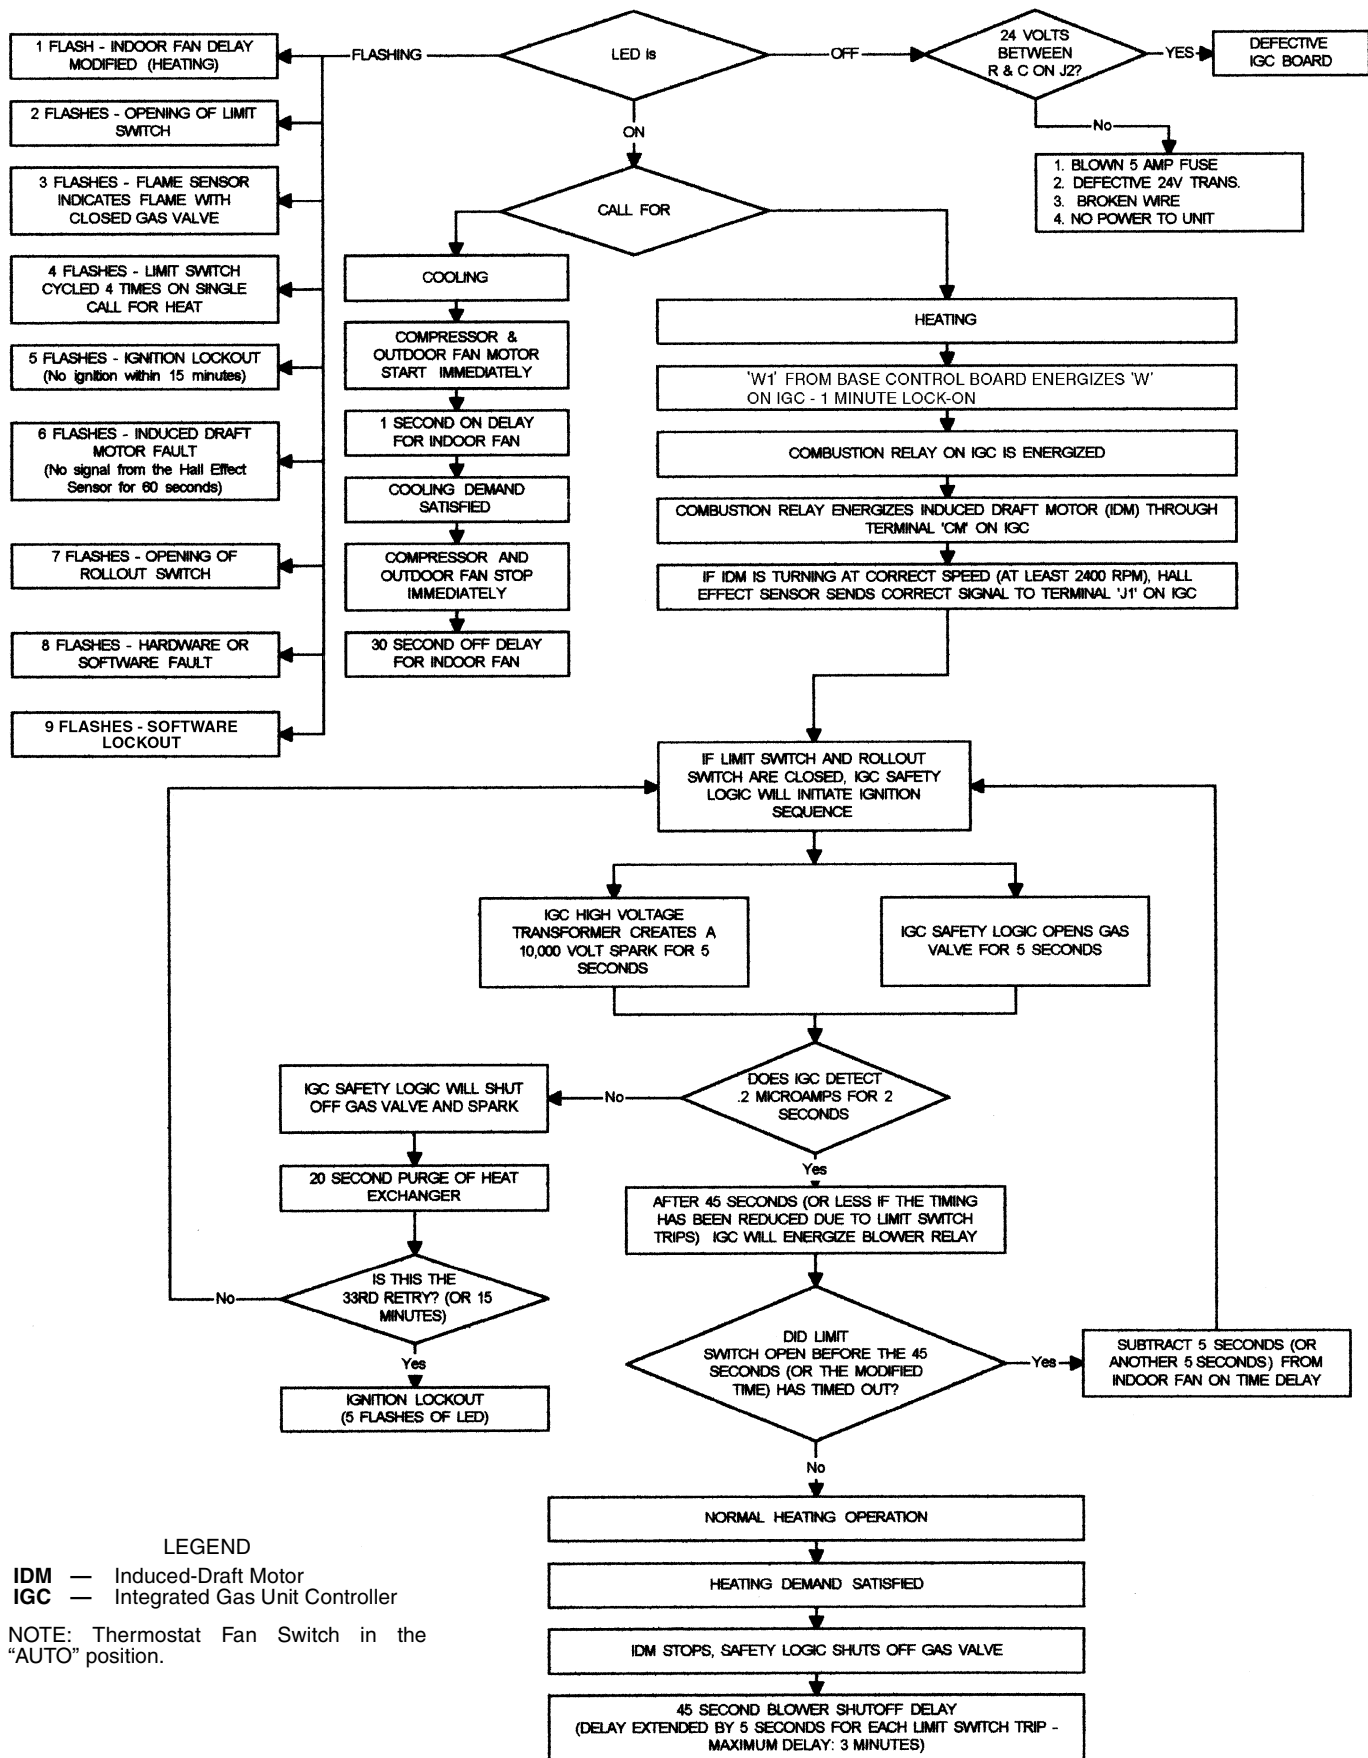 LED is
FLASHING
OFF
ON
24 VOLTS
BETWEEN
R & C ON J2?
YES
DEFECTIVE
IGC BOARD
No
1. BLOWN 5 AMP FUSE
2. DEFECTIVE 24V TRANS.
3. BROKEN WIRE
4. NO POWER TO UNIT
1 FLASH - INDOOR FAN DELAY
MODIFIED (HEATING)
2 FLASHES - OPENING OF LIMIT
SWITCH
3 FLASHES - FLAME SENSOR
INDICATES FLAME WITH
CLOSED GAS VALVE
4 FLASHES - LIMIT SWITCH
CYCLED 4 TIMES ON SINGLE
CALL FOR HEAT
5 FLASHES - IGNITION LOCKOUT
(No ignition within 15 minutes)
6 FLASHES - INDUCED DRAFT
MOTOR FAULT
(No signal from the Hall Effect
Sensor for 60 seconds)
7 FLASHES - OPENING OF
ROLLOUT SWITCH
8 FLASHES - HARDWARE OR
SOFTWARE FAULT
9 FLASHES - SOFTWARE
LOCKOUT
CALL FOR
COOLING
COMPRESSOR &
OUTDOOR FAN MOTOR
START IMMEDIATELY
1 SECOND ON DELAY
FOR INDOOR FAN
COOLING DEMAND
SATISFIED
COMPRESSOR AND
OUTDOOR FAN STOP
IMMEDIATELY
30 SECOND OFF DELAY
FOR INDOOR FAN
HEATING
'W1' FROM BASE CONTROL BOARD ENERGIZES 'W'
ON IGC - 1 MINUTE LOCK-ON
COMBUSTION RELAY ON IGC IS ENERGIZED
COMBUSTION RELAY ENERGIZES INDUCED DRAFT MOTOR (IDM) THROUGH
TERMINAL 'CM' ON IGC
IF IDM IS TURNING AT CORRECT SPEED (AT LEAST 2400 RPM), HALL
EFFECT SENSOR SENDS CORRECT SIGNAL TO TERMINAL 'J1' ON IGC
IF LIMIT SWITCH AND ROLLOUT
SWITCH ARE CLOSED, IGC SAFETY
LOGIC WILL INITIATE IGNITION
SEQUENCE
IGC HIGH VOLTAGE
TRANSFORMER CREATES A
10,000 VOLT SPARK FOR 5
SECONDS
IGC SAFETY LOGIC OPENS GAS
VALVE FOR 5 SECONDS
DOES IGC DETECT
.2 MICROAMPS FOR 2
SECONDS
No
IGC SAFETY LOGIC WILL SHUT
OFF GAS VALVE AND SPARK
20 SECOND PURGE OF HEAT
EXCHANGER
IS THIS THE
33RD RETRY? (OR 15
MINUTES)
No
Yes
IGNITION LOCKOUT
(5 FLASHES OF LED)
Yes
AFTER 45 SECONDS (OR LESS IF THE TIMING
HAS BEEN REDUCED DUE TO LIMIT SWITCH
TRIPS) IGC WILL ENERGIZE BLOWER RELAY
DID LIMIT
SWITCH OPEN BEFORE THE 45
SECONDS (OR THE MODIFIED
TIME) HAS TIMED OUT?
Yes
SUBTRACT 5 SECONDS (OR
ANOTHER 5 SECONDS) FROM
INDOOR FAN ON TIME DELAY
No
NORMAL HEATING OPERATION
HEATING DEMAND SATISFIED
IDM STOPS, SAFETY LOGIC SHUTS OFF GAS VALVE
45 SECOND BLOWER SHUTOFF DELAY
(DELAY EXTENDED BY 5 SECONDS FOR EACH LIMIT SWITCH TRIP -
MAXIMUM DELAY: 3 MINUTES)
LEGEND
IDM — Induced-Draft Motor
IGC — Integrated Gas Unit Controller
NOTE: Thermostat Fan Switch in the
“AUTO” position.